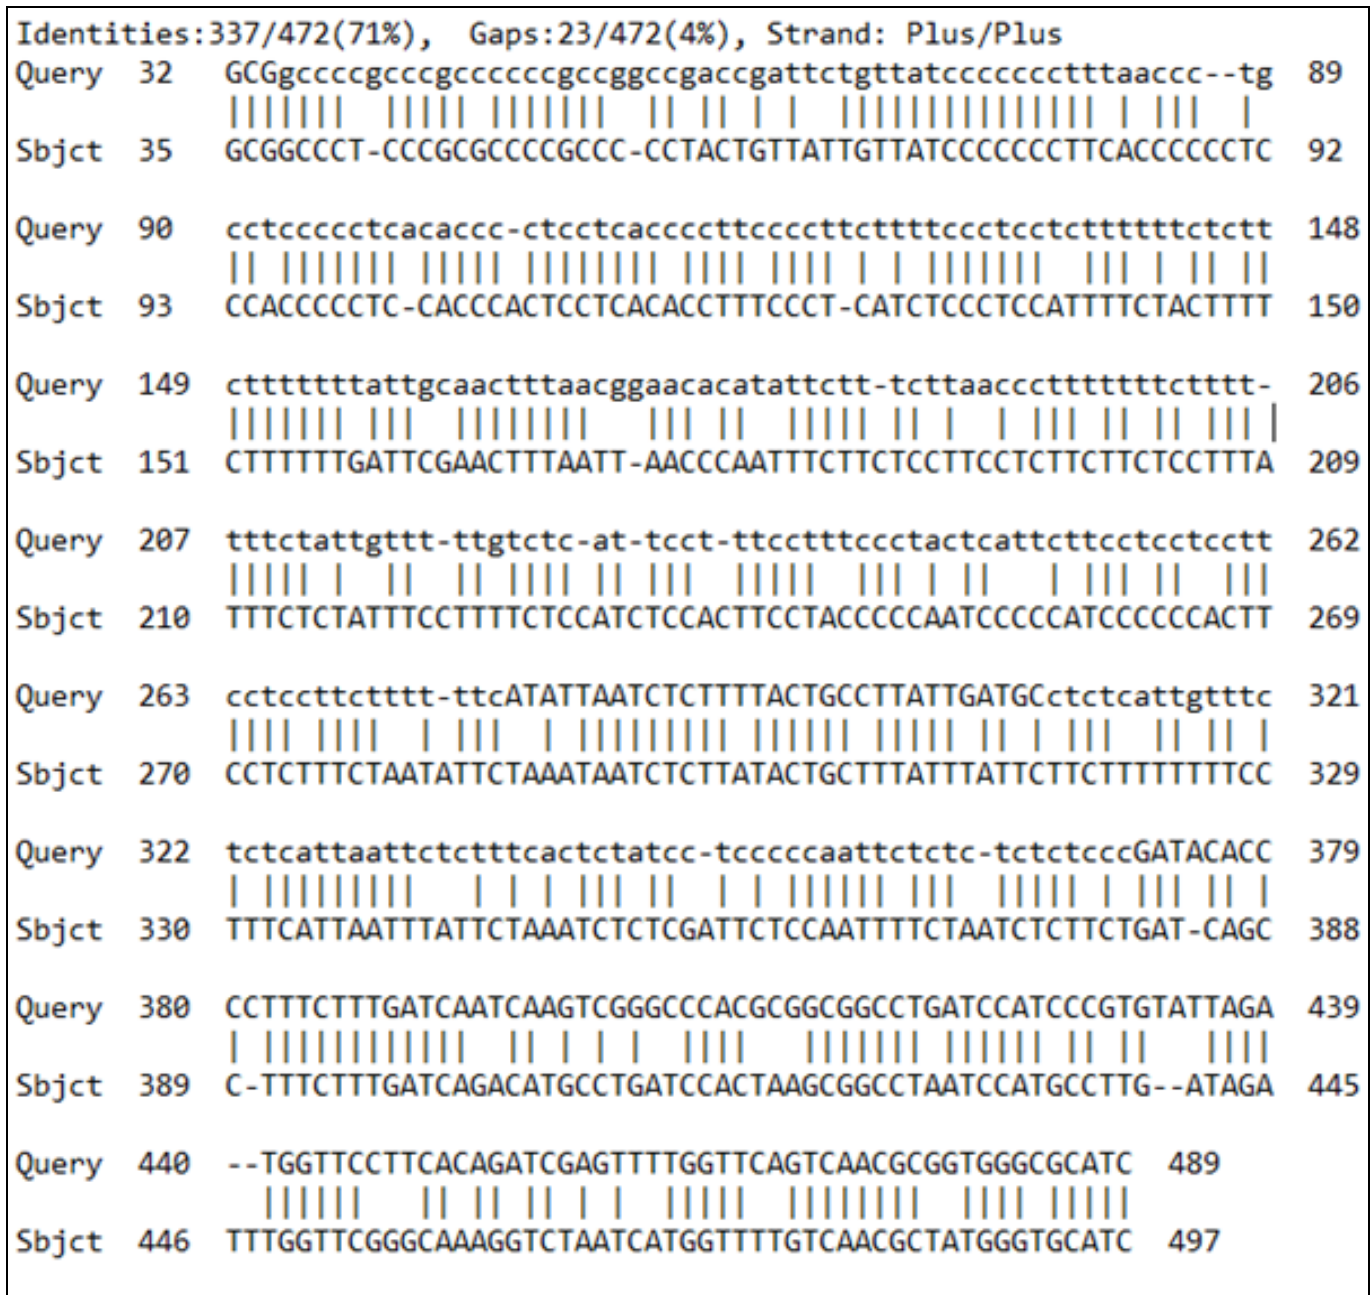 Identities:337/472(71%), Gaps:23/472(4%), Strand: Plus/Plus
Query 32 GCGgccccgcccgccccccgccggccgaccgattctgttatccccccctttaaccc--tg 89
Sbjct 35 GCGGCCCT-CCCGCGCCCCGCCC-CCTACTGTTATTGTTATCCCCCCCTTCACCCCCCTC 92
Query 90 cctccccctcacaccc-ctcctcaccccttccccttcttttccctcctcttttttctctt 148
Sbjct 93 CCACCCCCTC-CACCCACTCCTCACACCTTTCCCT-CATCTCCCTCCATTTTCTACTTTT 150
Query 149 ctttttttattgcaactttaacggaacacatattctt-tcttaacccttttttttctttt- 206
Sbjct 151 CTTTTTTGATTCGAACTTTAATT-AACCCAATTTCTTCTCCTTCCTCTTCTTCTCCTTTA 209
Query 207 tttctattgttt-ttgtctc-at-tcct-ttcctttccctactcattcttcctcctcctt 262
Sbjct 210 TTTCTCTATTTCCTTTTCTCCATCTCCACTTCCTACCCCCAATCCCCCATCCCCCCACTT 269
Query 263 cctccttctttt-ttcATATTAATCTCTTTTACTGCCTTATTGATGCctctcattgtttc 321
Sbjct 270 CCTCTTTCTAATATTCTAAATAATCTCTTATACTGCTTTATTTATTCTTCTTTTTTTTCC 329
Query 322 tctcattaattctctttcactctatcc-tcccccaattctctc-tctctcccGATACACC 379
Sbjct 330 TTTCATTAATTTATTCTAAATCTCTCGATTCTCCAATTTTCTAATCTCTTCTGAT-CAGC 388
Query 380 CCTTTCTTTGATCAATCAAGTCGGGCCCACGCGGCGGCCTGATCCATCCCGTGTATTAGA 439
Sbjct 389 C-TTTCTTTGATCAGACATGCCTGATCCACTAAGCGGCCTAATCCATGCCTTG--ATAGA 445
Query 440 --TGGTTCCTTCACAGATCGAGTTTTGGTTCAGTCAACGCGGTGGGCGCATC 489
Sbjct 446 TTTGGTTCGGGCAAAGGTCTAATCATGGTTTTGTCAACGCTATGGGTGCATC 497